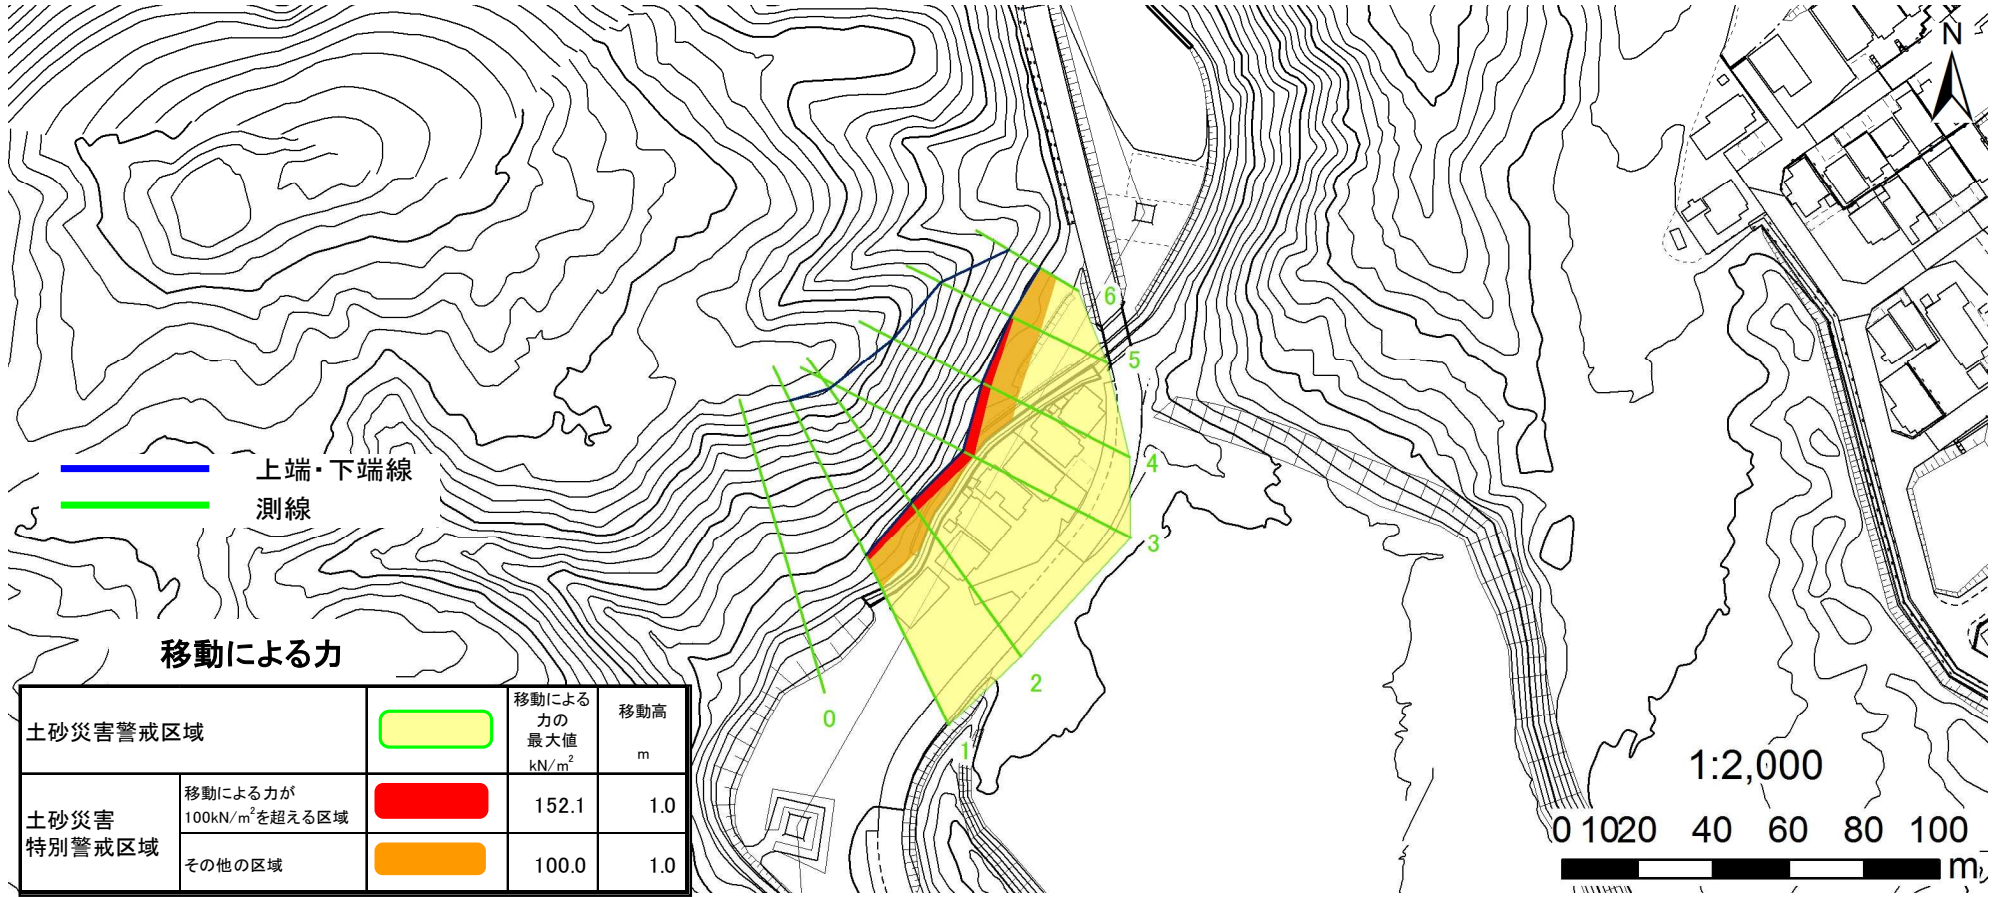 N
6
5
4
3
2
1
0
上端・下端線
測線
移動による力
土砂災害警戒区域
移動による
力の
最大値
kN/m²
移動高
m
土砂災害
特別警戒区域
移動による力が
100kN/m²を超える区域
152.1
1.0
その他の区域
100.0
1.0
1:2,000
0 10 20 40 60 80 100
m